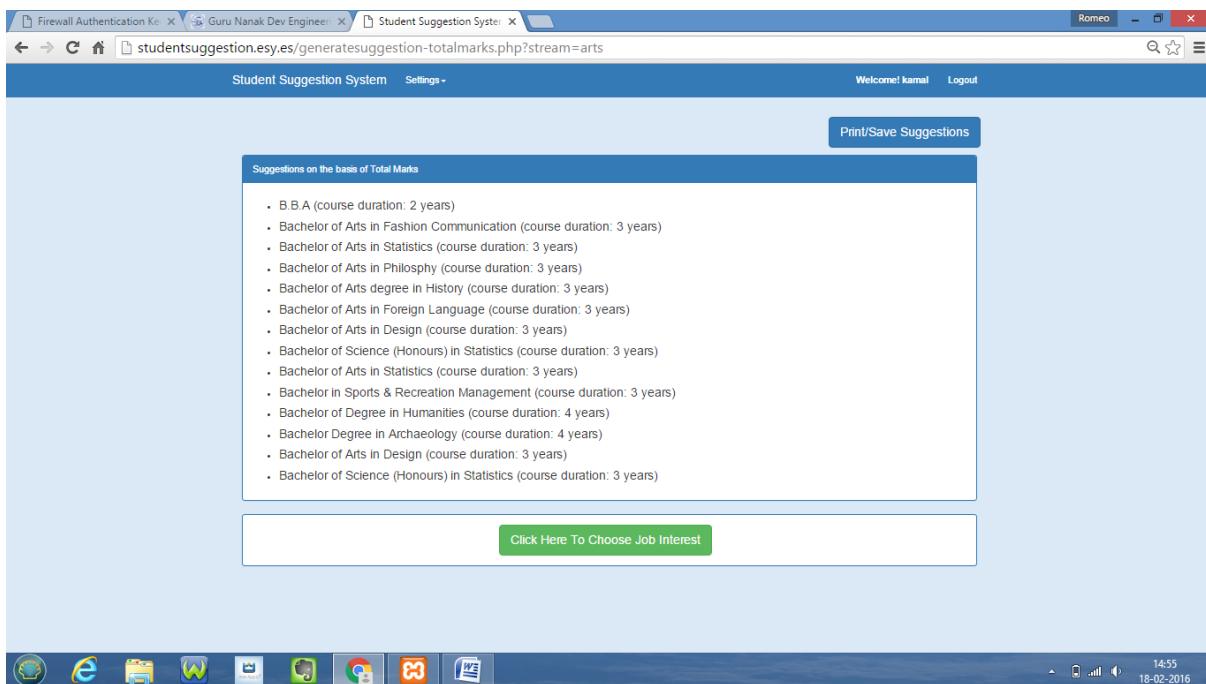 Firewall Authentication Ke
Guru Nanak Dev Engineer
Student Suggestion Syster
Romeo
studentsuggestion.esy.es/generatesuggestion-totalmarks.php?stream=arts
Student Suggestion System Settings Welcome! kamal Logout
Print/Save Suggestions
Suggestions on the basis of Total Marks
• B.B.A (course duration: 2 years)
• Bachelor of Arts in Fashion Communication (course duration: 3 years)
• Bachelor of Arts in Statistics (course duration: 3 years)
• Bachelor of Arts in Philosphy (course duration: 3 years)
• Bachelor of Arts degree in History (course duration: 3 years)
• Bachelor of Arts in Foreign Language (course duration: 3 years)
• Bachelor of Arts in Design (course duration: 3 years)
• Bachelor of Science (Honours) in Statistics (course duration: 3 years)
• Bachelor of Arts in Statistics (course duration: 3 years)
• Bachelor in Sports & Recreation Management (course duration: 3 years)
• Bachelor of Degree in Humanities (course duration: 4 years)
• Bachelor Degree in Archaeology (course duration: 4 years)
• Bachelor of Arts in Design (course duration: 3 years)
• Bachelor of Science (Honours) in Statistics (course duration: 3 years)
Click Here To Choose Job Interest
14:55
18-02-2016